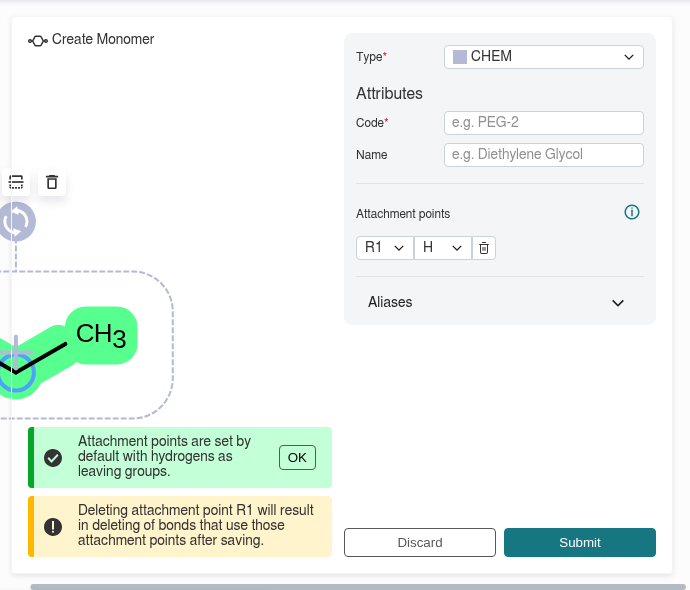 Create Monomer
Type*
CHEM
Attributes
Code*
e.g. PEG-2
Name
e.g. Diethylene Glycol
Attachment points
R1
H
Aliases
CH3
Attachment points are set by
default with hydrogens as
leaving groups.
OK
Deleting attachment point R1 will result
in deleting of bonds that use those
attachment points after saving.
Discard
Submit